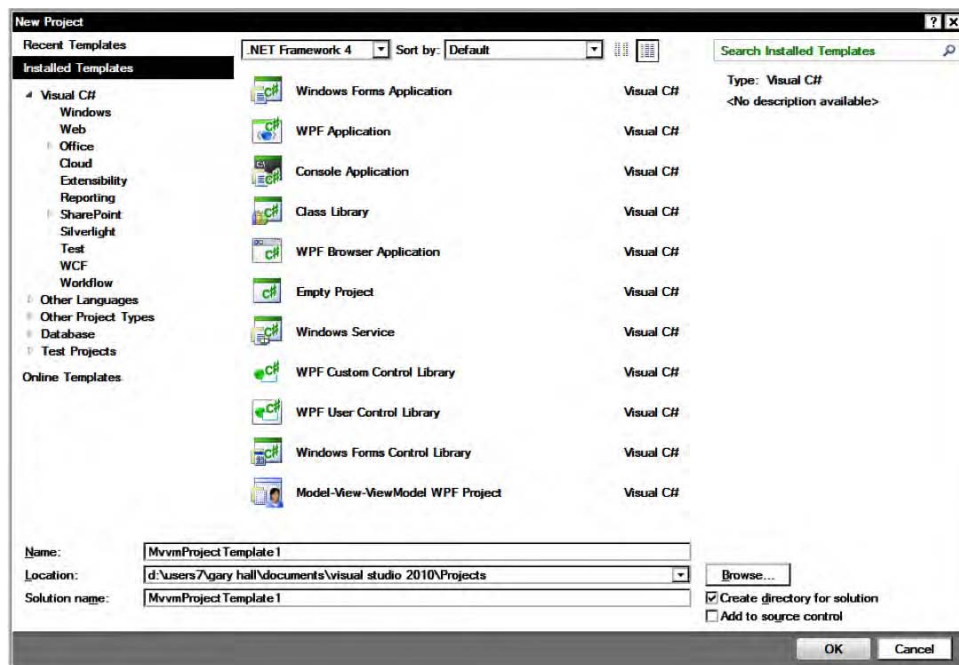 New Project
Recent Templates
Installed Templates
Visual C#
Windows
Web
Office
Cloud
Extensibility
Reporting
SharePoint
Silverlight
Test
WCF
Workflow
Other Languages
Other Project Types
Database
Test Projects
Online Templates
.NET Framework 4 Sort by: Default
Windows Forms Application Visual C#
WPF Application Visual C#
Console Application Visual C#
Class Library Visual C#
WPF Browser Application Visual C#
Empty Project Visual C#
Windows Service Visual C#
WPF Custom Control Library Visual C#
WPF User Control Library Visual C#
Windows Forms Control Library Visual C#
Model-View-ViewModel WPF Project Visual C#
Search Installed Templates
Type: Visual C#
<No description available>
Name: MvvmProjectTemplate1
Location: d:\users7\gary hall\documents\visual studio 2010\Projects
Browse...
Solution name: MvvmProjectTemplate1
Create directory for solution
Add to source control
OK Cancel